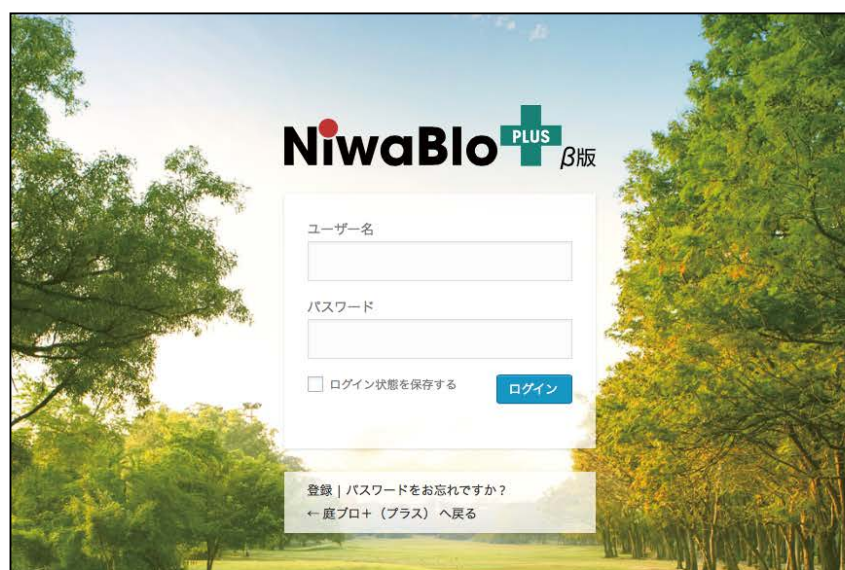 NiwaBlo PLUS β版
ユーザー名
パスワード
ログイン状態を保存する
ログイン
登録 | パスワードをお忘れですか ?
← 庭ブロ+（プラス） へ戻る